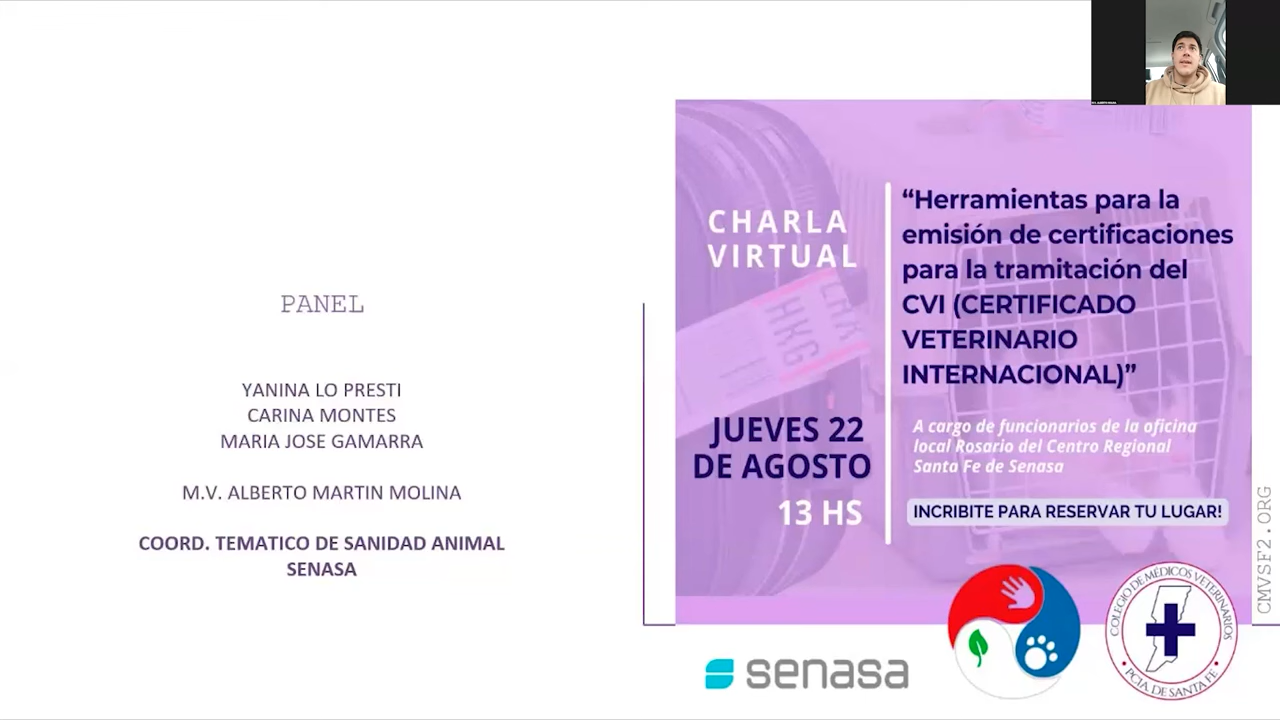 PANEL
YANINA LO PRESTI
CARINA MONTES
MARIA JOSE GAMARRA
M.V. ALBERTO MARTIN MOLINA
COORD. TEMATICO DE SANIDAD ANIMAL
SENASA
CHARLA
VIRTUAL
HKG
JUEVES 22
DE AGOSTO
13 HS
“Herramientas para la
emisión de certificaciones
para la tramitación del
CVI (CERTIFICADO
VETERINARIO
INTERNACIONAL)”
A cargo de funcionarios de la oficina
local Rosario del Centro Regional
Santa Fe de Senasa
INCRIBITE PARA RESERVAR TU LUGAR!
CMVSF2.ORG
senasa
COLEGIO DE MÉDICOS VETERINARIOS
PCIA DE SANTA FE